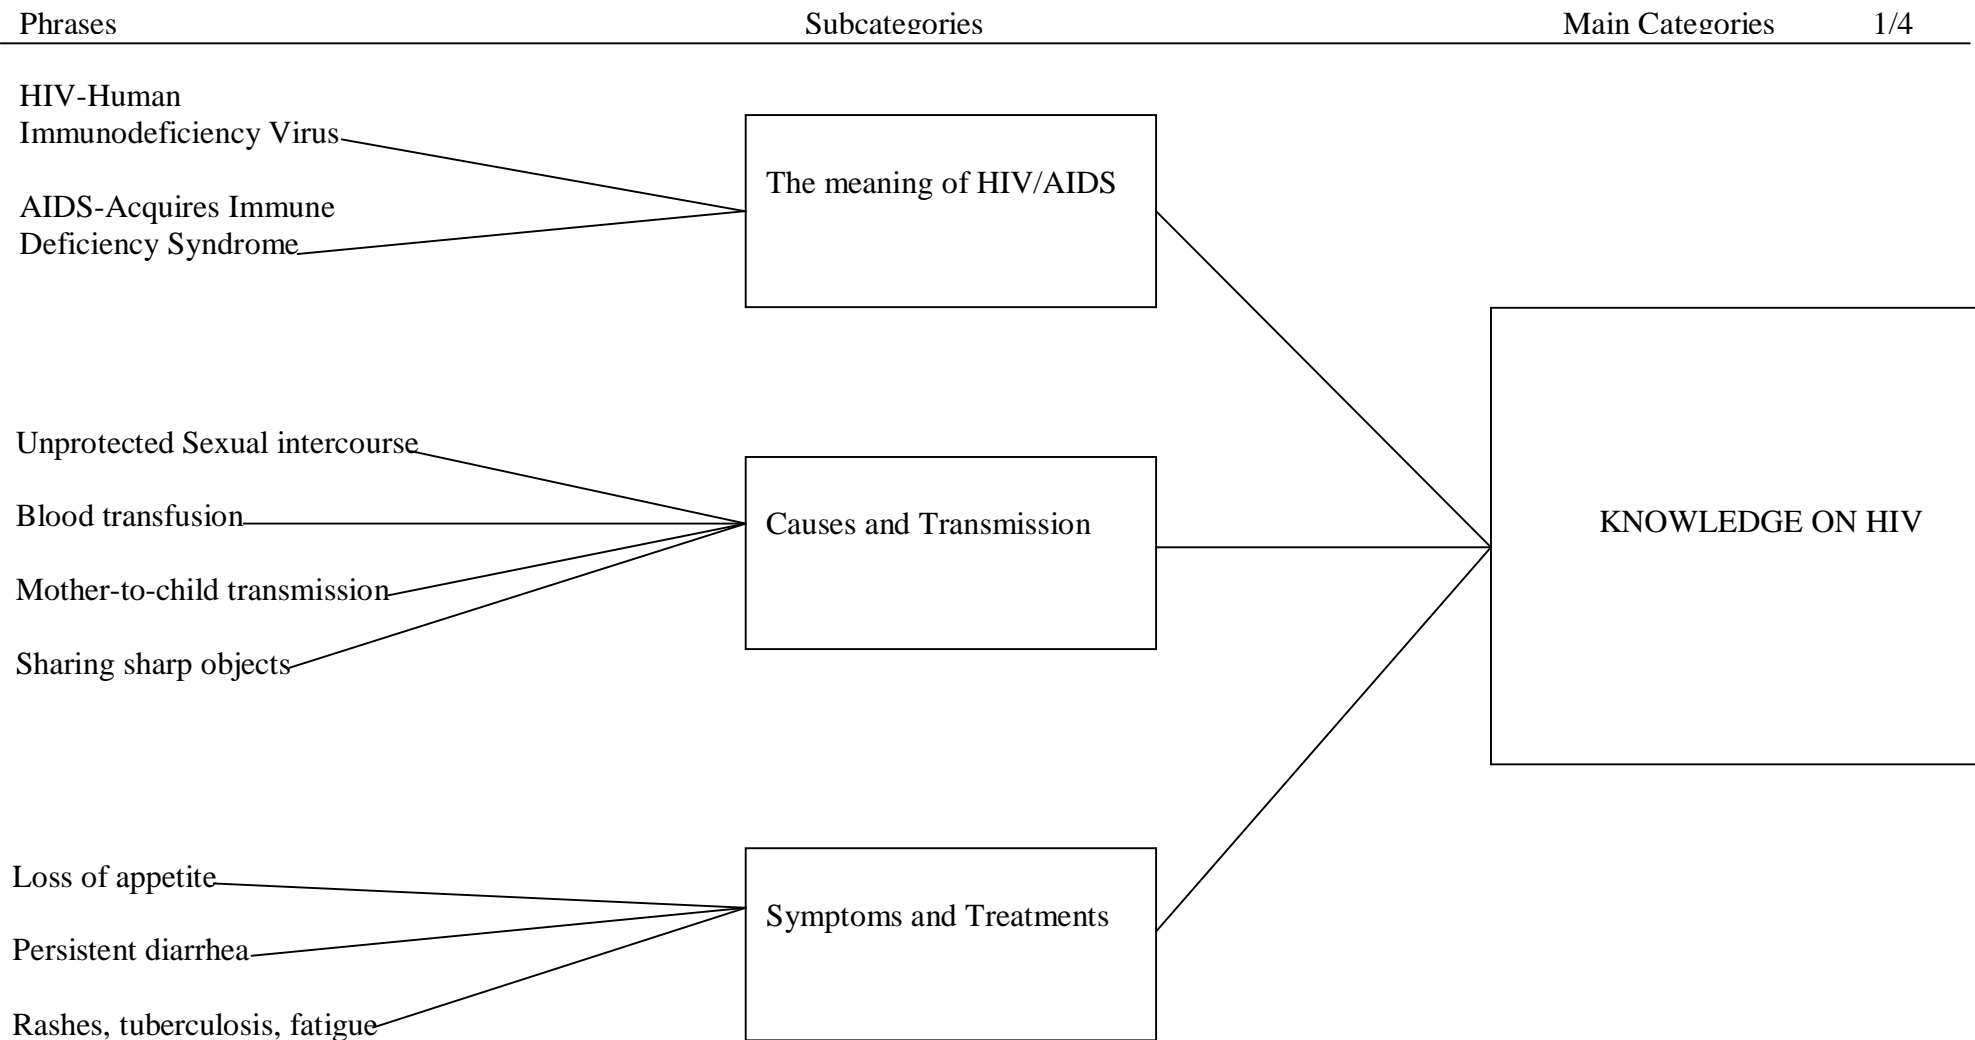 Phrases Subcategories Main Categories 1/4
HIV-Human
Immunodeficiency Virus
AIDS-Acquires Immune
Deficiency Syndrome
The meaning of HIV/AIDS
Unprotected Sexual intercourse
Blood transfusion
Mother-to-child transmission
Sharing sharp objects
Causes and Transmission
KNOWLEDGE ON HIV
Loss of appetite
Persistent diarrhea
Rashes, tuberculosis, fatigue
Symptoms and Treatments